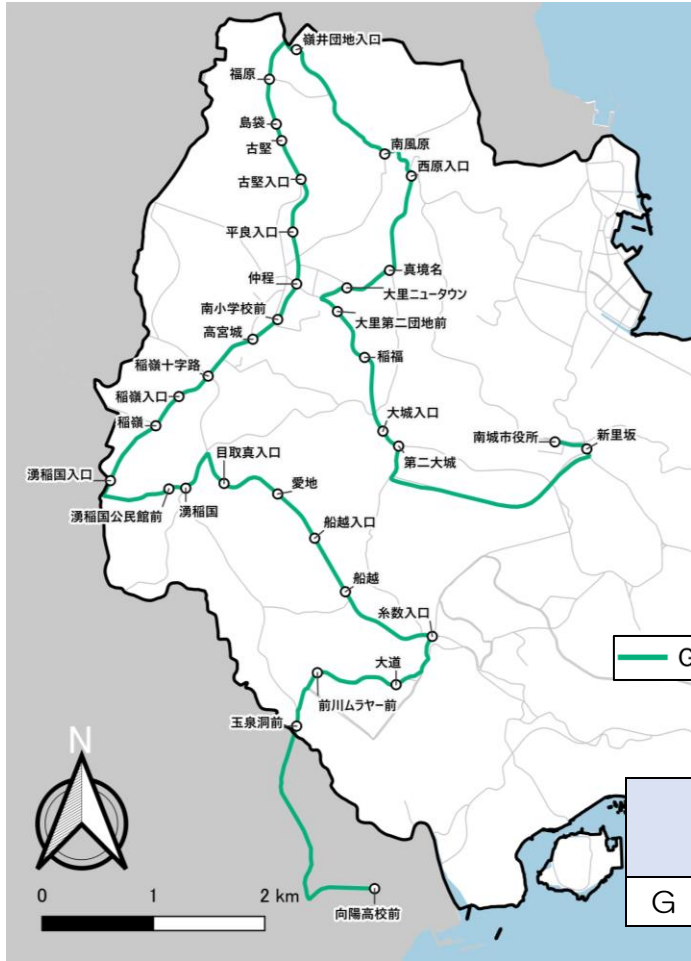 嶺井団地入口
福原
島袋
古堅
古堅入口
平良入口
仲程
南小学校前
高宮城
稲嶺十字路
稲嶺入口
稲嶺
湧稲国入口
湧稲国公民館前
湧稲国
目取真入口
愛地
船越入口
船越
糸数入口
大道
前川ムラヤー前
玉泉洞前
向陽高校前
南風原
西原入口
真境名
大里ニュータウン
大里第二団地前
稲福
大城入口
第二大城
南城市役所
新里坂
G
N
0 1 2 km
G